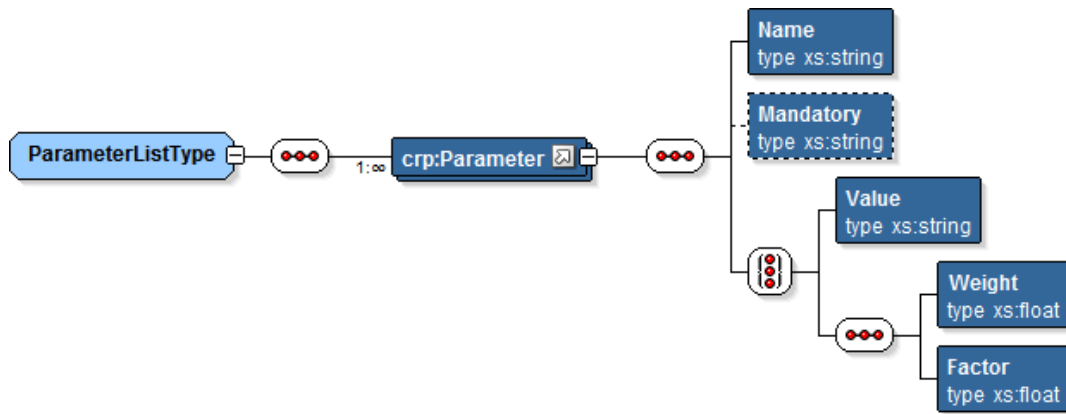 Name
type xs:string
Mandatory
type xs:string
ParameterListType
1:∞
crp:Parameter
Value
type xs:string
Weight
type xs:float
Factor
type xs:float